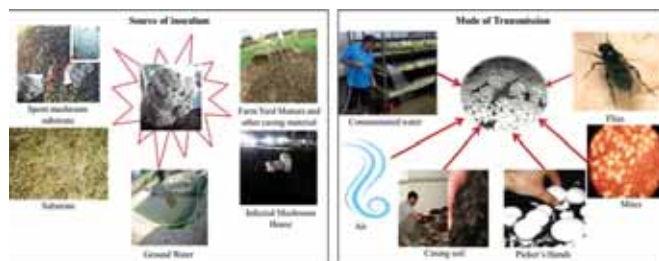 Source of inoculum
Spent mushroom
substrate
Farm Yard Manure and
other casing material
Substrate
Ground Water
Infected Mushroom
House
Mode of Transmission
Contaminated water
Flies
Air
Casing soil
Picker's Hands
Mites